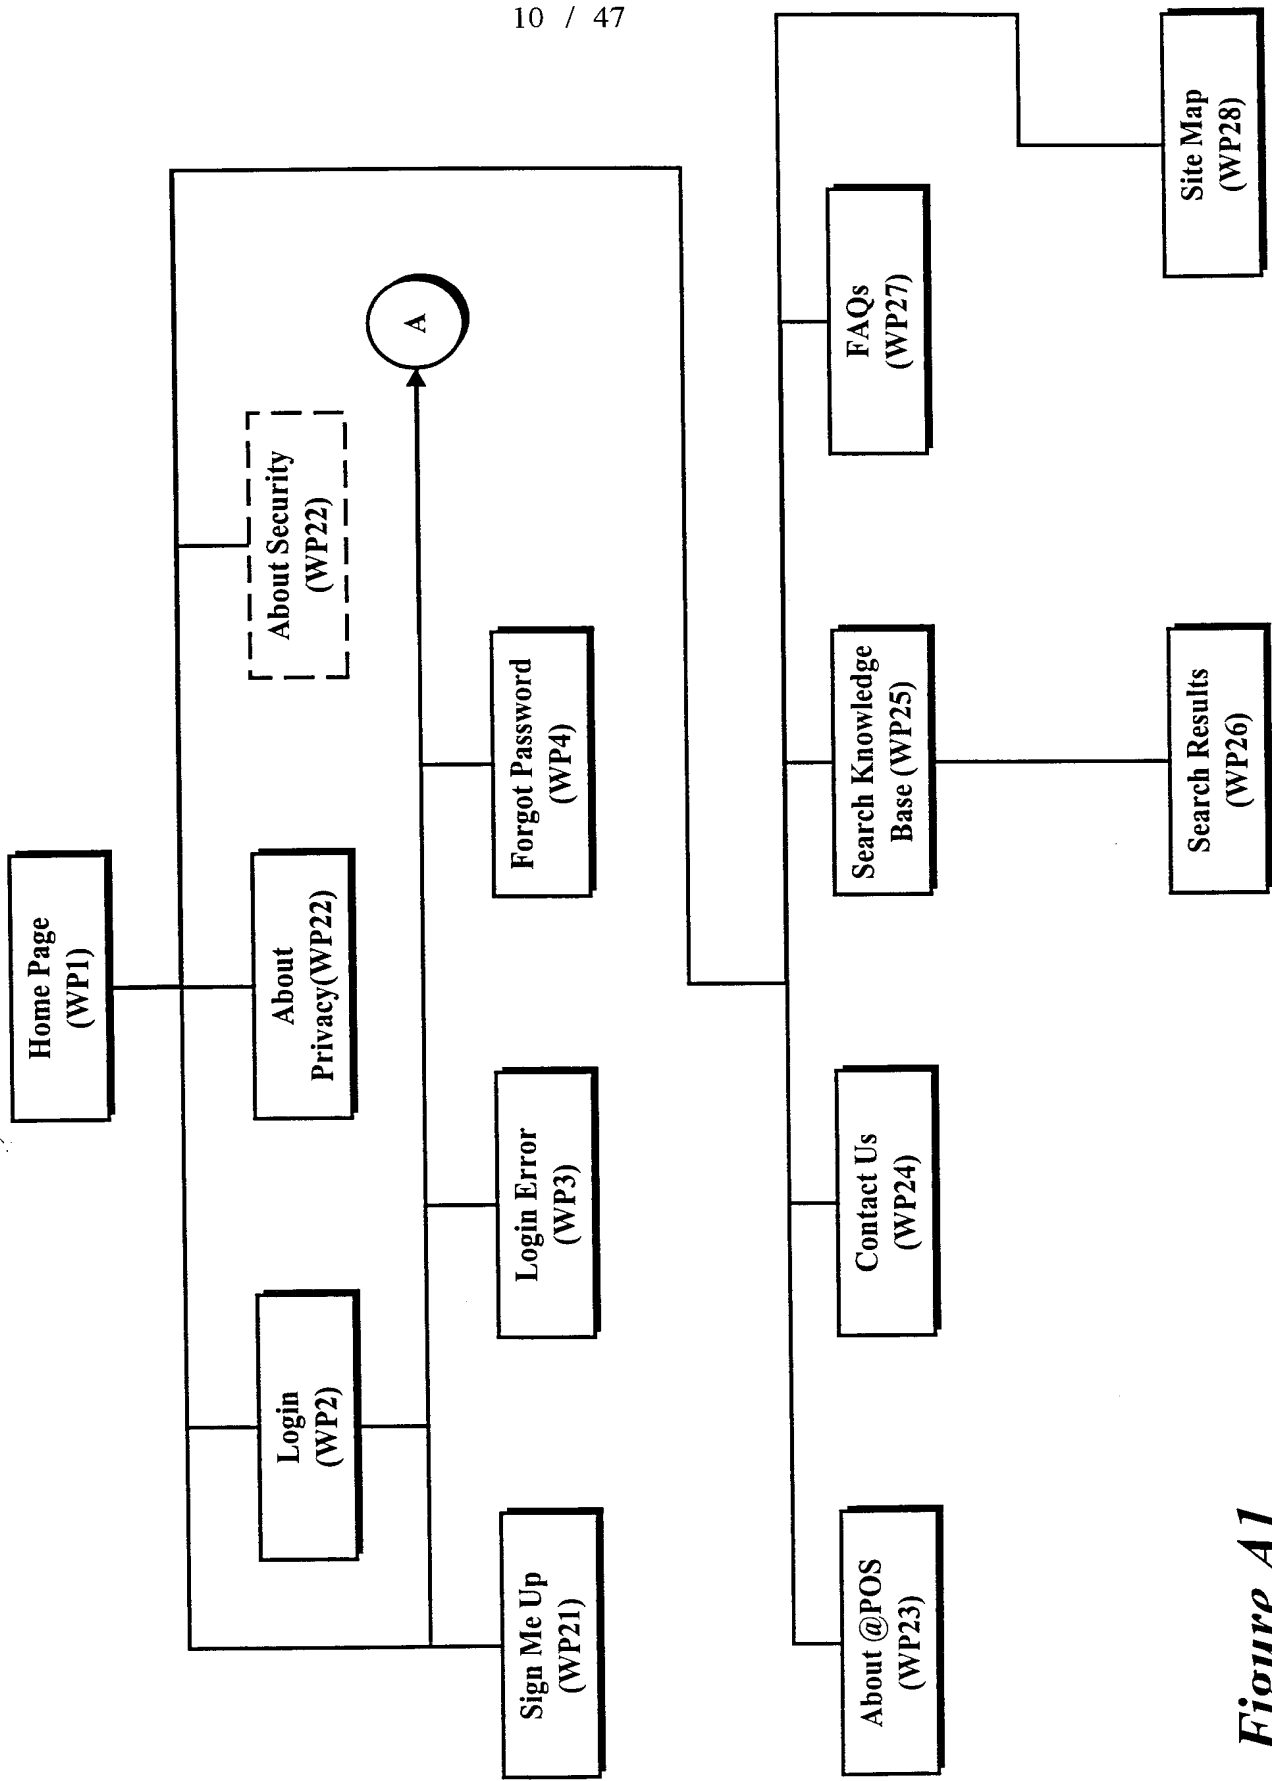 10 / 47
Home Page
(WP1)
Login
(WP2)
About
Privacy(WP22)
About Security
(WP22)
A
Sign Me Up
(WP21)
Login Error
(WP3)
Forgot Password
(WP4)
About @POS
(WP23)
Contact Us
(WP24)
Search Knowledge
Base (WP25)
FAQs
(WP27)
Search Results
(WP26)
Site Map
(WP28)
Figure A1